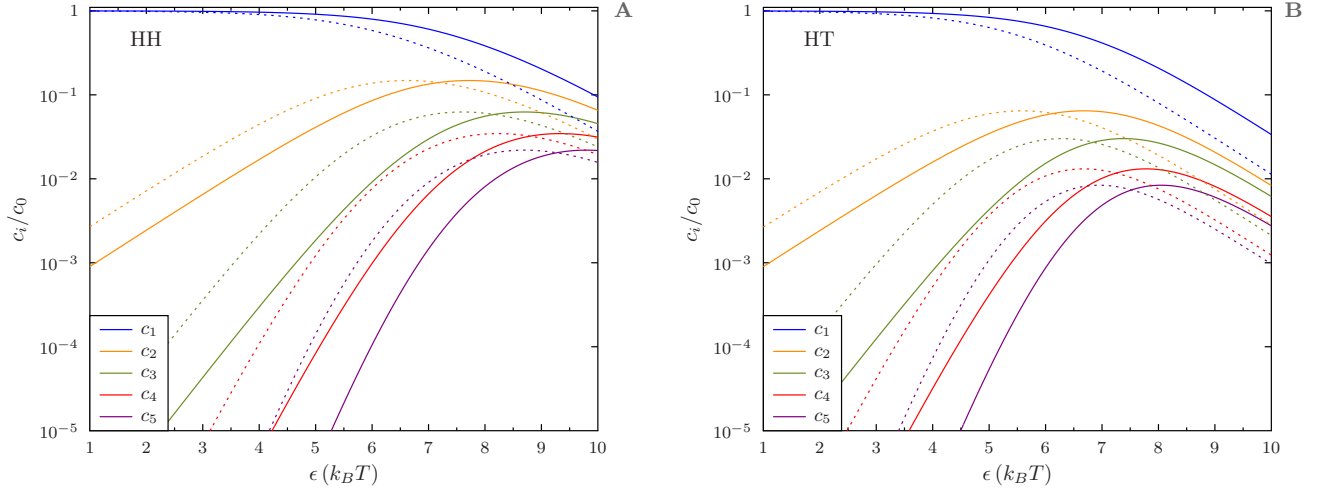 A
1
10⁻¹
10⁻²
10⁻³
10⁻⁴
10⁻⁵
c_i/c_0
HH
c_1
c_2
c_3
c_4
c_5
1 2 3 4 5 6 7 8 9 10
ϵ (k_B T)
B
1
10⁻¹
10⁻²
10⁻³
10⁻⁴
10⁻⁵
c_i/c_0
HT
c_1
c_2
c_3
c_4
c_5
1 2 3 4 5 6 7 8 9 10
ϵ (k_B T)